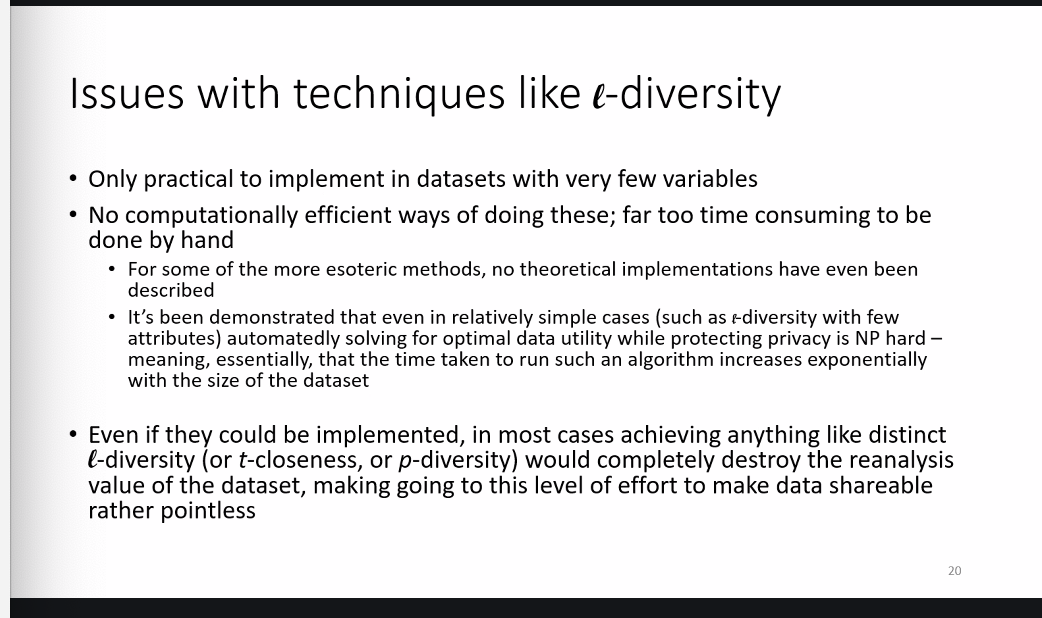 Issues with techniques like ℓ-diversity
• Only practical to implement in datasets with very few variables
• No computationally efficient ways of doing these; far too time consuming to be
done by hand
• For some of the more esoteric methods, no theoretical implementations have even been
described
• It’s been demonstrated that even in relatively simple cases (such as ℓ-diversity with few
attributes) automatedly solving for optimal data utility while protecting privacy is NP hard –
meaning, essentially, that the time taken to run such an algorithm increases exponentially
with the size of the dataset
• Even if they could be implemented, in most cases achieving anything like distinct
ℓ-diversity (or t-closeness, or p-diversity) would completely destroy the reanalysis
value of the dataset, making going to this level of effort to make data shareable
rather pointless
20